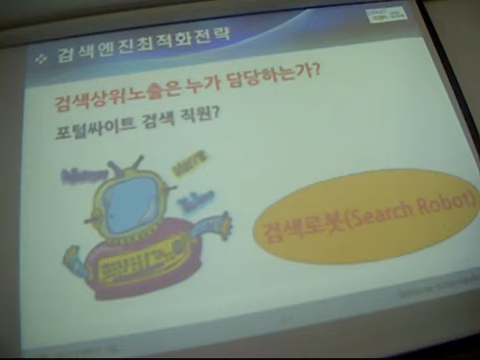 검색엔진최적화전략
검색상위노출은 누가 담당하는가?
포털싸이트 검색 직원?
검색로봇(Search Robot)